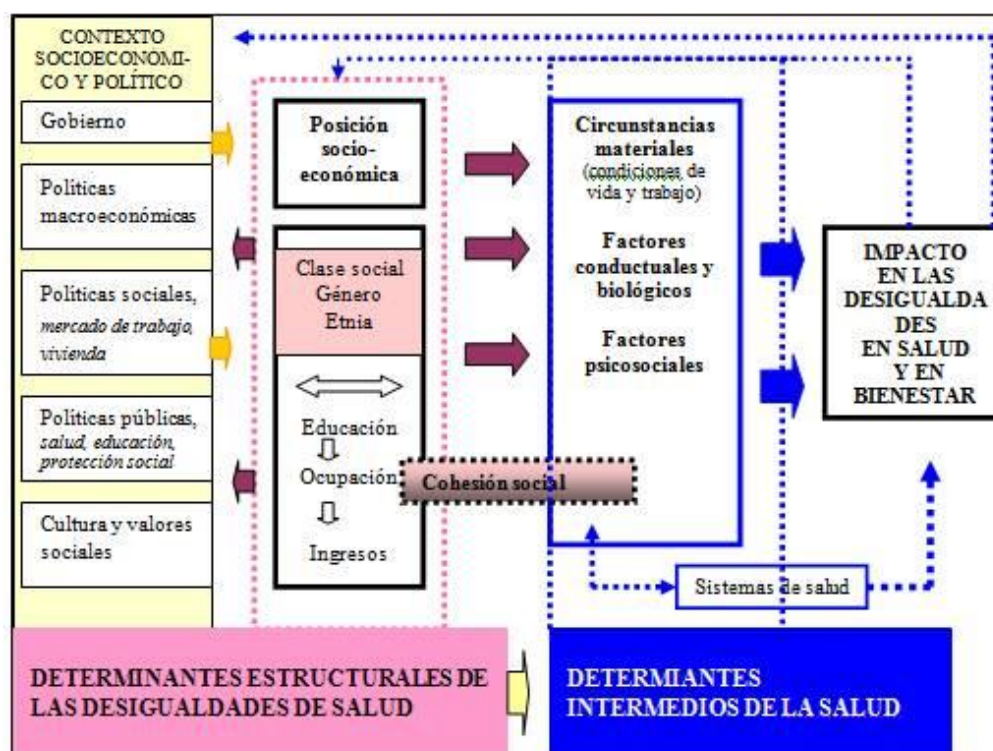 CONTEXTO
SOCIOECONOMI-
CO Y POLÍTICO
Gobierno
Políticas
macroeconómicas
Políticas sociales,
mercado de trabajo,
vivienda
Políticas públicas,
salud, educación,
protección social
Cultura y valores
sociales
Posición
socio-
económica
Clase social
Género
Etnia
Educación
Ocupación
Ingresos
Cohesión social
Circunstancias
materiales
(condiciones de
vida y trabajo)
Factores
conductuales y
biológicos
Factores
psicosociales
IMPACTO
EN LAS
DESIGUALDA
DES
EN SALUD
Y EN
BIENESTAR
Sistemas de salud
DETERMINANTES ESTRUCTURALES DE
LAS DESIGUALDADES DE SALUD
DETERMIANTES
INTERMEDIOS DE LA SALUD